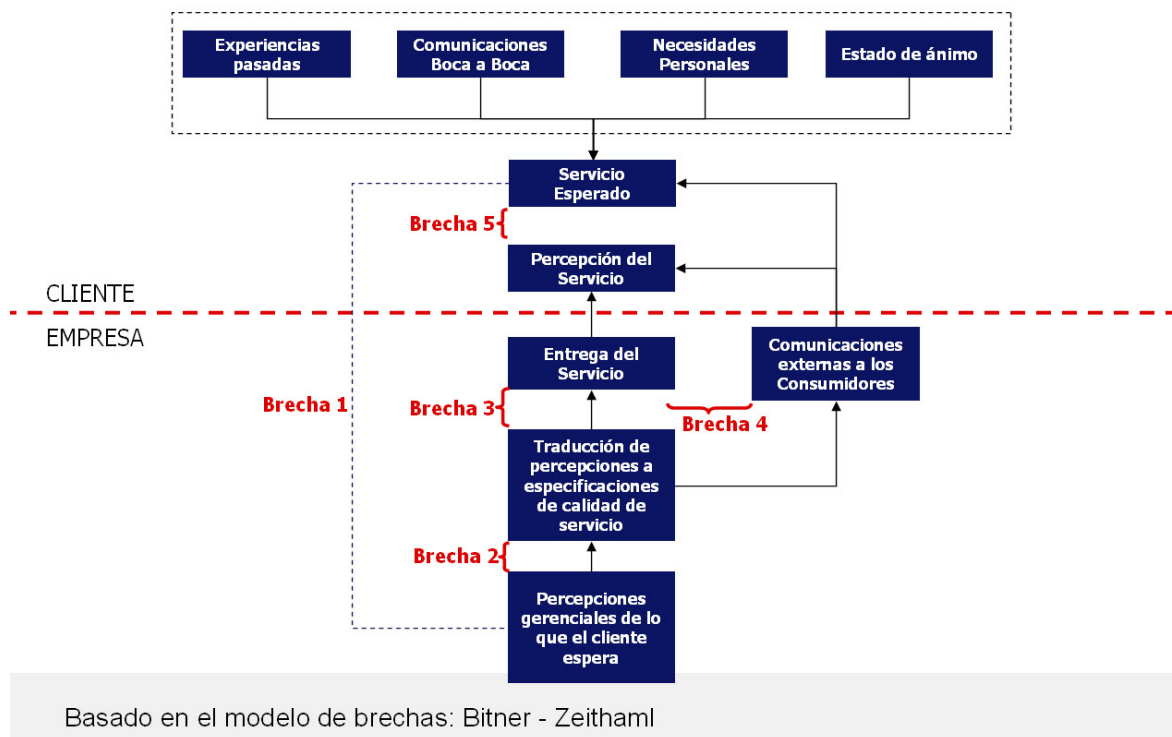 Experiencias
pasadas
Comunicaciones
Boca a Boca
Necesidades
Personales
Estado de ánimo
Servicio
Esperado
Brecha 5
Percepción del
Servicio
CLIENTE
EMPRESA
Entrega del
Servicio
Comunicaciones
externas a los
Consumidores
Brecha 1
Brecha 3
Brecha 4
Traducción de
percepciones a
especificaciones
de calidad de
servicio
Brecha 2
Percepciones
gerenciales de lo
que el cliente
espera
Basado en el modelo de brechas: Bitner - Zeithaml